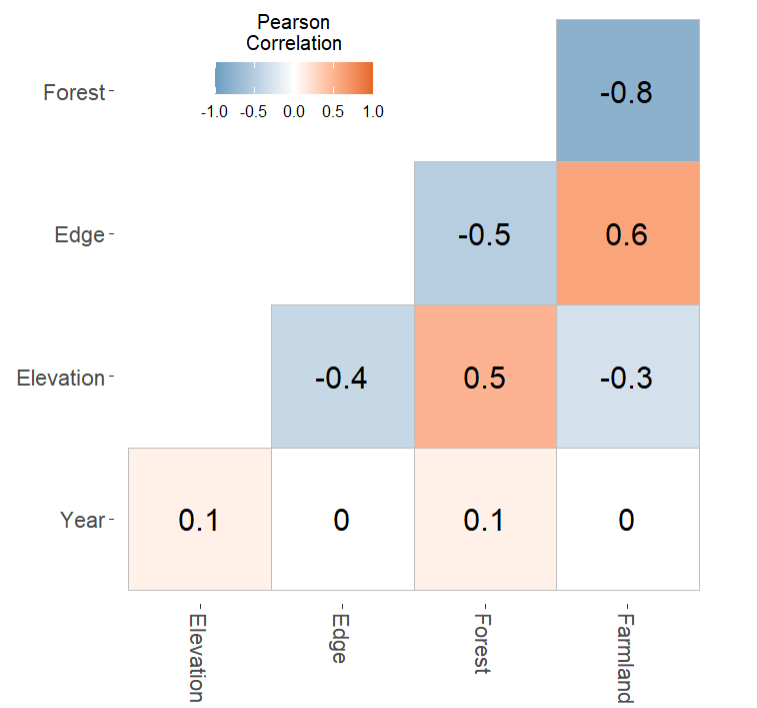 Pearson
Correlation
-1.0 -0.5 0.0 0.5 1.0
Forest -0.8
Edge -0.5 0.6
Elevation -0.4 0.5 -0.3
Year 0.1 0 0.1 0
Elevation Edge Forest Farmland